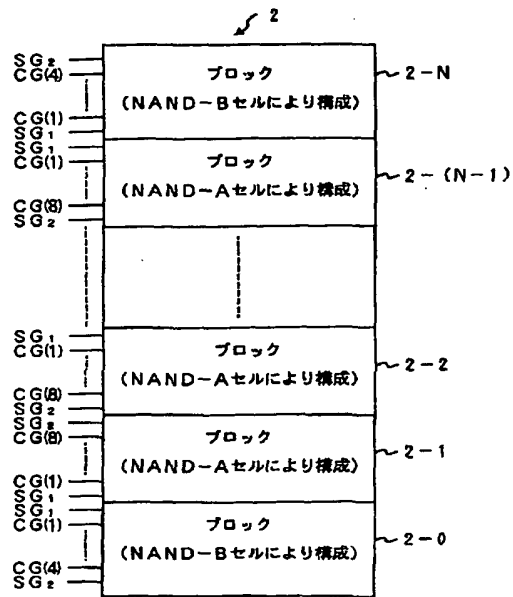 2
SG₂
CG(4)
CG(1)
SG₁
ブロック
(NAND-Bセルにより構成)
2-N
SG₁
CG(1)
CG(8)
SG₂
ブロック
(NAND-Aセルにより構成)
2-(N-1)
SG₁
CG(1)
CG(8)
SG₂
ブロック
(NAND-Aセルにより構成)
2-2
SG₂
CG(8)
CG(1)
SG₁
ブロック
(NAND-Aセルにより構成)
2-1
SG₁
CG(1)
CG(4)
SG₂
ブロック
(NAND-Bセルにより構成)
2-0